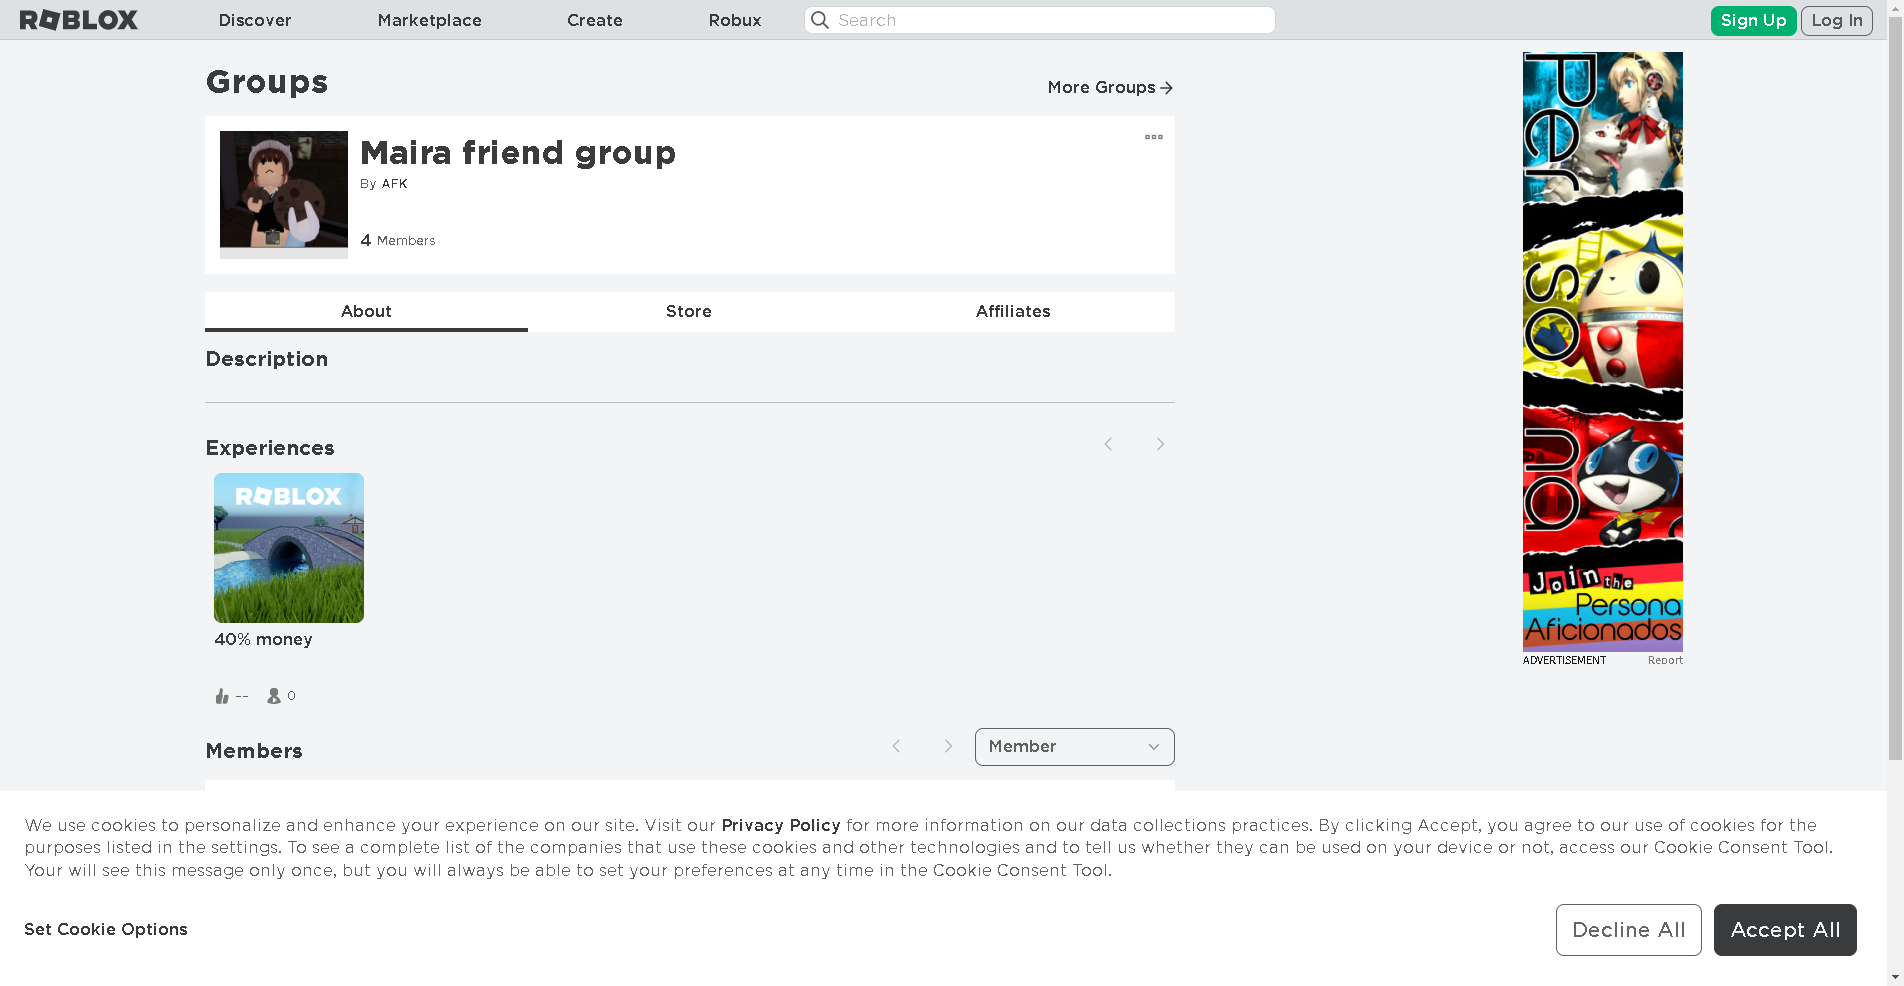 ROBLOX
Discover
Marketplace
Create
Robux
Search
Sign Up
Log In
Groups
More Groups
Maira friend group
By AFK
4 Members
About
Store
Affiliates
Description
Experiences
ROBLOX
40% money
--
0
Members
Member
Persona
Join the
Persona
Aficionados
ADVERTISEMENT
Report
We use cookies to personalize and enhance your experience on our site. Visit our Privacy Policy for more information on our data collections practices. By clicking Accept, you agree to our use of cookies for the
purposes listed in the settings. To see a complete list of the companies that use these cookies and other technologies and to tell us whether they can be used on your device or not, access our Cookie Consent Tool.
Your will see this message only once, but you will always be able to set your preferences at any time in the Cookie Consent Tool.
Set Cookie Options
Decline All
Accept All